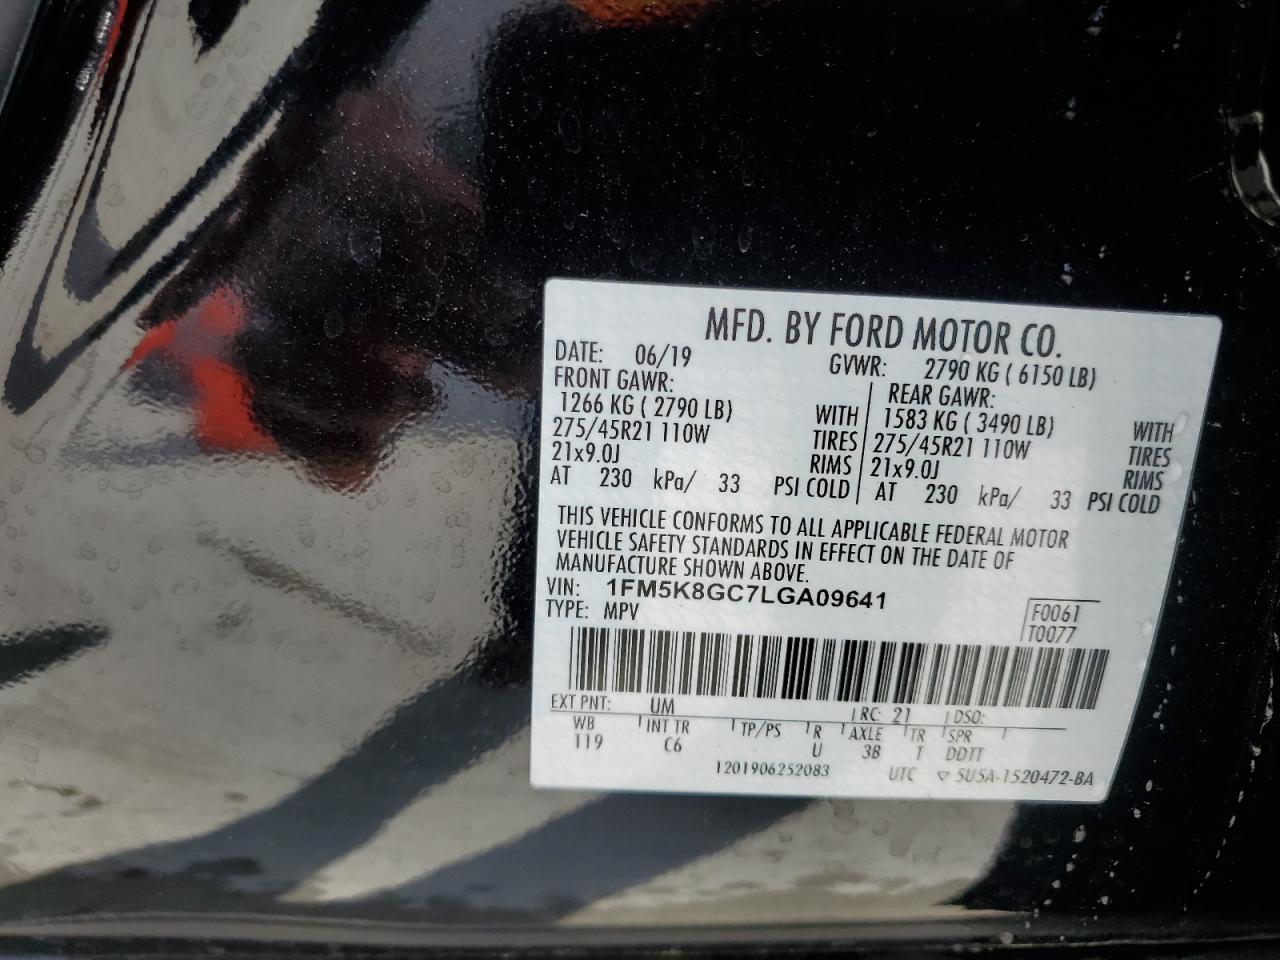 MFD. BY FORD MOTOR CO.
DATE: 06/19 GVWR: 2790 KG ( 6150 LB)
FRONT GAWR: REAR GAWR:
1266 KG ( 2790 LB) WITH 1583 KG ( 3490 LB) WITH
275/45R21 110W TIRES 275/45R21 110W TIRES
21x9.0J RIMS 21x9.0J RIMS
AT 230 kPa/ 33 PSI COLD AT 230 kPa/ 33 PSI COLD
THIS VEHICLE CONFORMS TO ALL APPLICABLE FEDERAL MOTOR
VEHICLE SAFETY STANDARDS IN EFFECT ON THE DATE OF
MANUFACTURE SHOWN ABOVE.
VIN: 1FM5K8GC7LGA09641
TYPE: MPV
F0061
T0077
EXT PNT: UM RC: 21 DSO:
WB INT TR TP/PS R AXLE TR SPR
119 C6 U 3B T DDTT
1201906252083 UTC ▽ 5U5A-1520472-BA